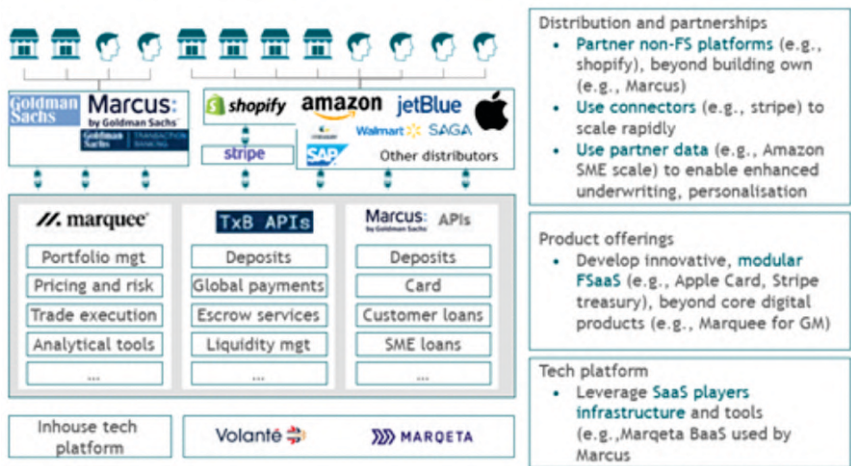 Goldman
Sachs
Marcus:
by Goldman Sachs
Goldman
Sachs
TRANSACTION
BANKING
shopify
amazon
jetBlue
Walmart
SAGA
stripe
SAP
Other distributors
marquee
Portfolio mgt
Pricing and risk
Trade execution
Analytical tools
...
TxB APIs
Deposits
Global payments
Escrow services
Liquidity mgt
...
Marcus:
by Goldman Sachs
APIs
Deposits
Card
Customer loans
SME loans
...
Inhouse tech
platform
Volanté
MARQETA
Distribution and partnerships
• Partner non-FS platforms (e.g.,
shopify), beyond building own
(e.g., Marcus)
• Use connectors (e.g., stripe) to
scale rapidly
• Use partner data (e.g., Amazon
SME scale) to enable enhanced
underwriting, personalisation
Product offerings
• Develop innovative, modular
FSaaS (e.g., Apple Card, Stripe
treasury), beyond core digital
products (e.g., Marquee for GM)
Tech platform
• Leverage SaaS players
infrastructure and tools
(e.g.,Marqeta BaaS used by
Marcus